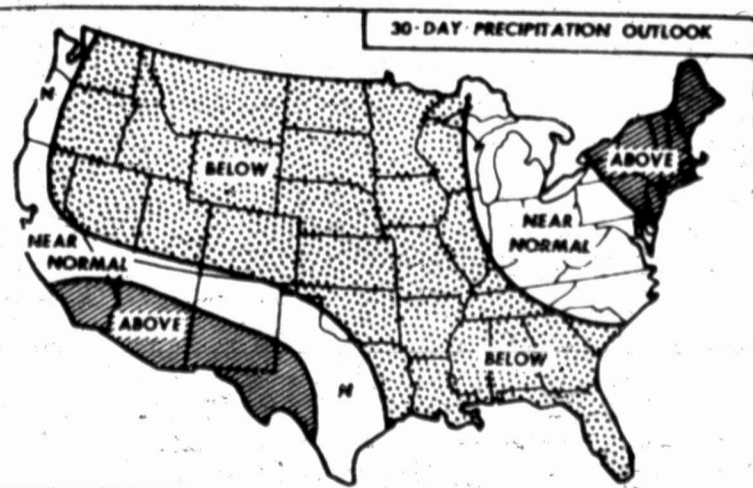 30-DAY PRECIPITATION OUTLOOK
N
BELOW
ABOVE
NEAR
NORMAL
NEAR
NORMAL
ABOVE
BELOW
N